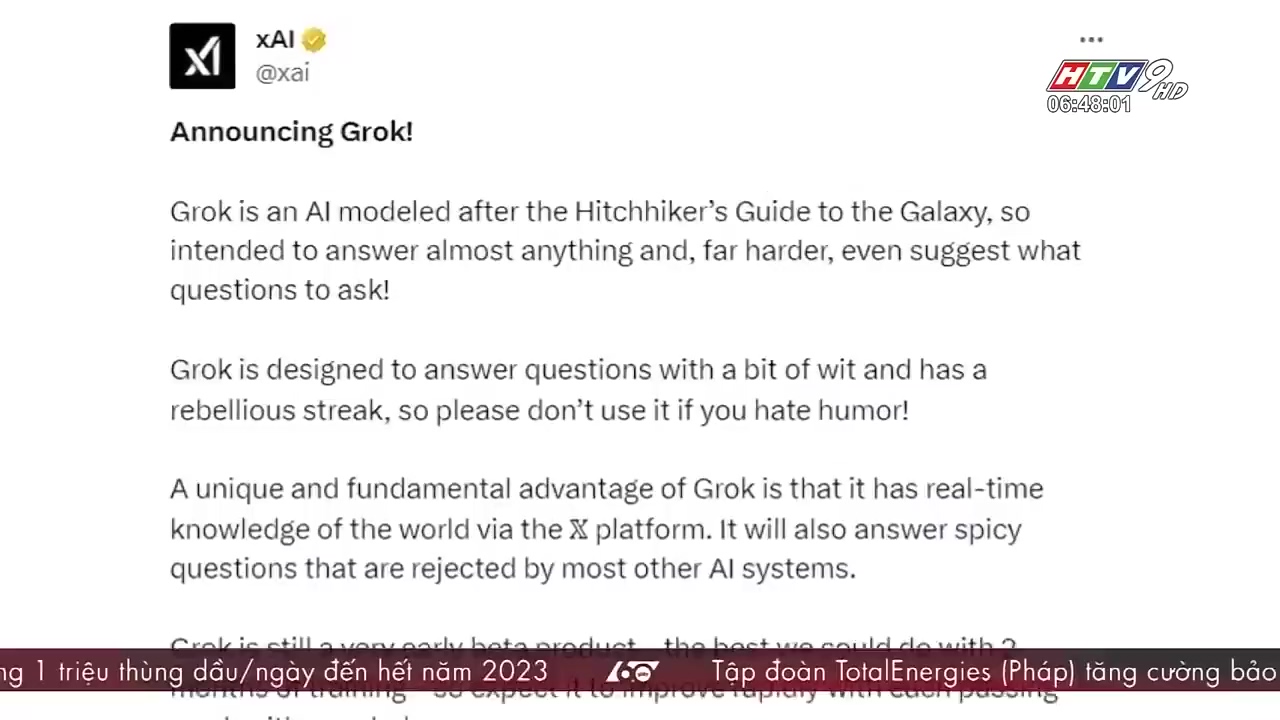 xAI
@xai
HTV9 HD
06:48:01
Announcing Grok!
Grok is an AI modeled after the Hitchhiker’s Guide to the Galaxy, so
intended to answer almost anything and, far harder, even suggest what
questions to ask!
Grok is designed to answer questions with a bit of wit and has a
rebellious streak, so please don’t use it if you hate humor!
A unique and fundamental advantage of Grok is that it has real-time
knowledge of the world via the 𝕏 platform. It will also answer spicy
questions that are rejected by most other AI systems.
Grok is still a very early beta product – the best we could do with 2
months of training – so expect it to improve rapidly with each passing
ng 1 triệu thùng dầu/ngày đến hết năm 2023 60 Tập đoàn TotalEnergies (Pháp) tăng cường bảo